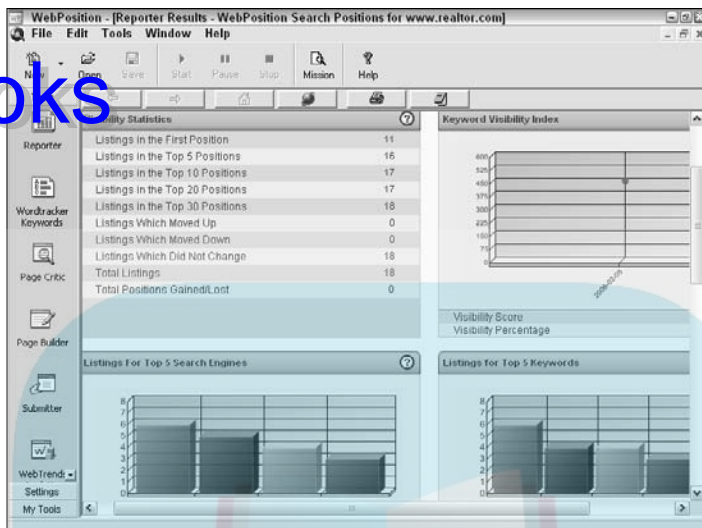 WebPosition - [Reporter Results - WebPosition Search Positions for www.realtor.com]
File Edit Tools Window Help
New Open Save Start Pause Stop Mission Help
oks
Reporter
Wordtracker
Keywords
Page Critic
Page Builder
Submitter
WebTrends
Settings
My Tools
Visibility Statistics
Listings in the First Position 11
Listings in the Top 5 Positions 16
Listings in the Top 10 Positions 17
Listings in the Top 20 Positions 17
Listings in the Top 30 Positions 18
Listings Which Moved Up 0
Listings Which Moved Down 0
Listings Which Did Not Change 18
Total Listings 18
Total Positions Gained/Lost 0
Keyword Visibility Index
600
525
450
375
300
225
150
75
0
Visibility Score
Visibility Percentage
Listings For Top 5 Search Engines
8
7
6
5
4
3
2
1
0
Listings for Top 5 Keywords
8
7
6
5
4
3
2
1
0